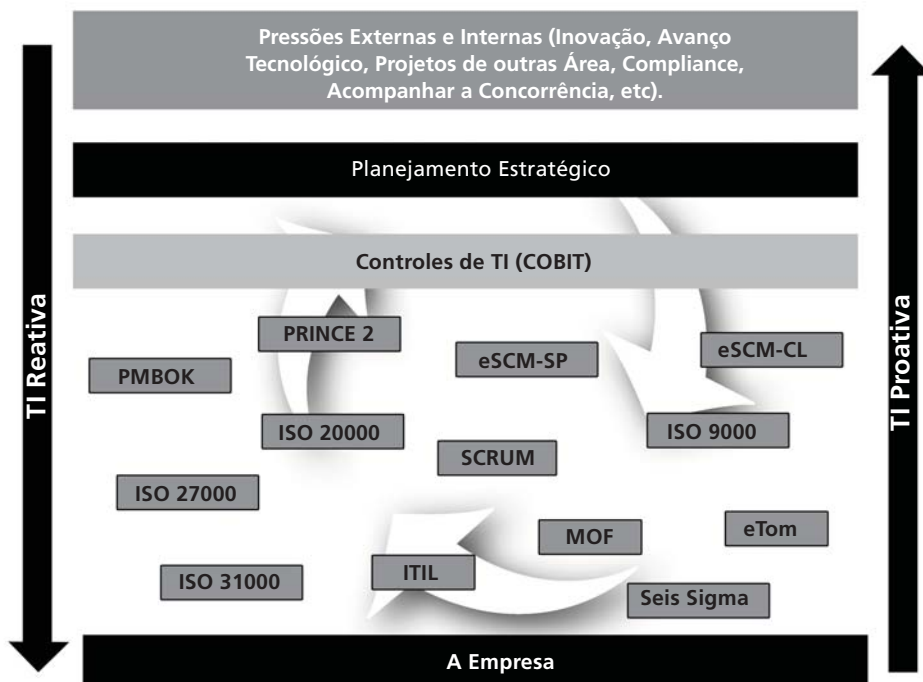 Pressões Externas e Internas (Inovação, Avanço
Tecnológico, Projetos de outras Área, Compliance,
Acompanhar a Concorrência, etc).
Planejamento Estratégico
Controles de TI (COBIT)
TI Reativa
TI Proativa
PRINCE 2
eSCM-SP
eSCM-CL
PMBOK
ISO 20000
ISO 9000
SCRUM
ISO 27000
MOF
eTom
ISO 31000
ITIL
Seis Sigma
A Empresa